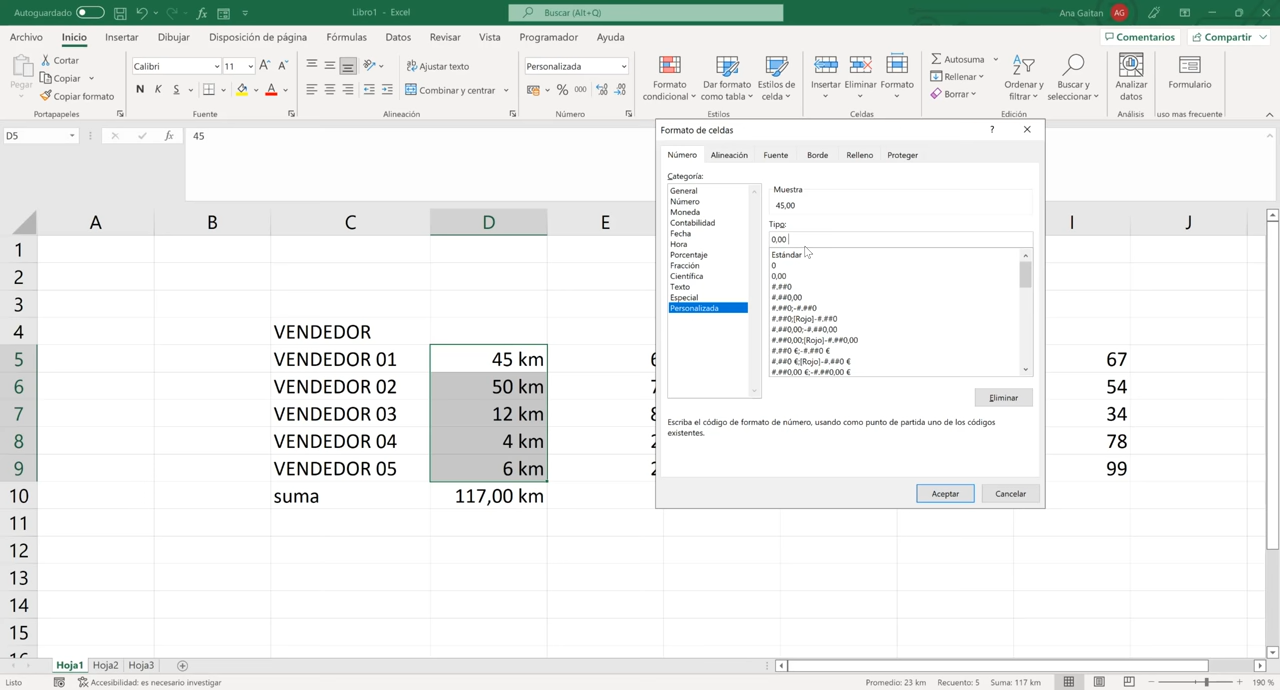 Autoguardado
Libro1 - Excel
Buscar (Alt+Q)
Ana Gaitan
AG
Archivo Inicio Insertar Dibujar Disposición de página Fórmulas Datos Revisar Vista Programador Ayuda
Comentarios
Compartir
Pegar
Cortar
Copiar
Copiar formato
Portapapeles
Calibri
11
N K S
Fuente
Ajustar texto
Combinar y centrar
Alineación
Personalizada
% 000
Número
Formato condicional
Dar formato como tabla
Estilos de celda
Estilos
Insertar Eliminar Formato
Celdas
Autosuma
Rellenar
Borrar
Ordenar y filtrar
Buscar y seleccionar
Edición
Analizar datos
Análisis
Formulario
uso mas frecuente
D5
fx
45
A B C D E I J
1
2
3
4 VENDEDOR
5 VENDEDOR 01 45 km 67
6 VENDEDOR 02 50 km 54
7 VENDEDOR 03 12 km 34
8 VENDEDOR 04 4 km 78
9 VENDEDOR 05 6 km 99
10 suma 117,00 km
11
12
13
14
15
Formato de celdas
?
Número Alineación Fuente Borde Relleno Proteger
Categoría:
General
Número
Moneda
Contabilidad
Fecha
Hora
Porcentaje
Fracción
Científica
Texto
Especial
Personalizada
Muestra
45,00
Tipo:
0,00
Estándar
0
0,00
#.##0
#.##0,00
#.##0;-#.##0
#.##0;[Rojo]-#.##0
#.##0,00;-#.##0,00
#.##0,00;[Rojo]-#.##0,00
#.##0 €;-#.##0 €
#.##0 €;[Rojo]-#.##0 €
#.##0,00 €;-#.##0,00 €
Eliminar
Escriba el código de formato de número, usando como punto de partida uno de los códigos
existentes.
Aceptar
Cancelar
Hoja1 Hoja2 Hoja3
Listo
Accesibilidad: es necesario investigar
Promedio: 23 km Recuento: 5 Suma: 117 km
190 %